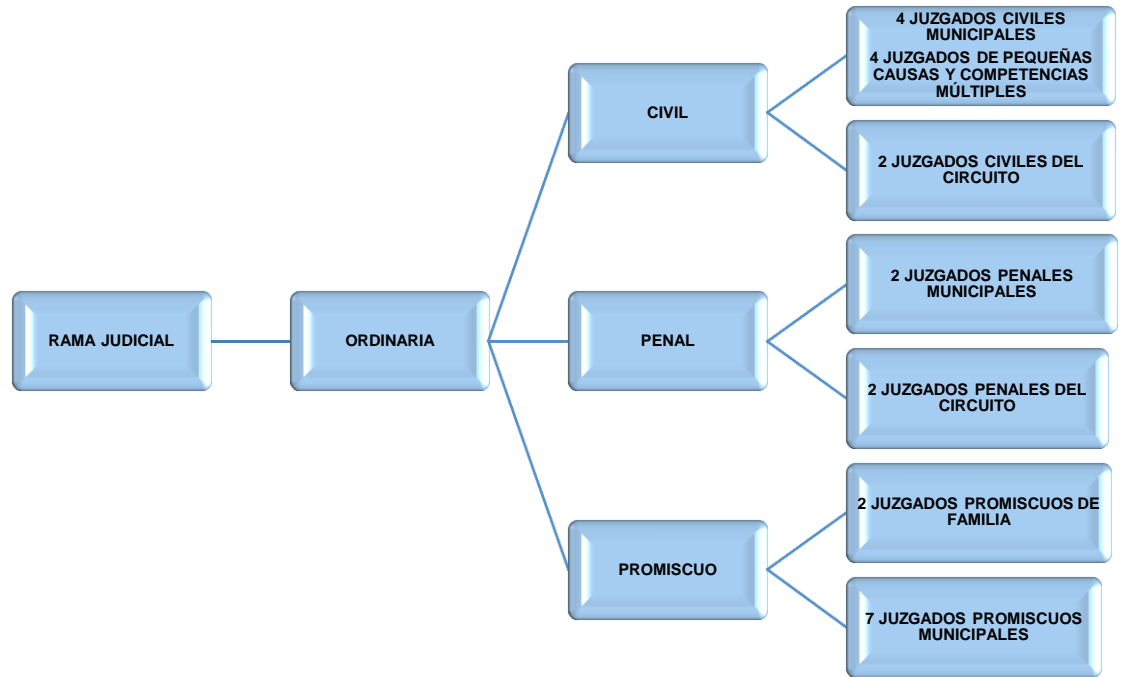 RAMA JUDICIAL
ORDINARIA
CIVIL
4 JUZGADOS CIVILES
MUNICIPALES
4 JUZGADOS DE PEQUEÑAS
CAUSAS Y COMPETENCIAS
MÚLTIPLES
2 JUZGADOS CIVILES DEL
CIRCUITO
PENAL
2 JUZGADOS PENALES
MUNICIPALES
2 JUZGADOS PENALES DEL
CIRCUITO
PROMISCUO
2 JUZGADOS PROMISCUOS DE
FAMILIA
7 JUZGADOS PROMISCUOS
MUNICIPALES